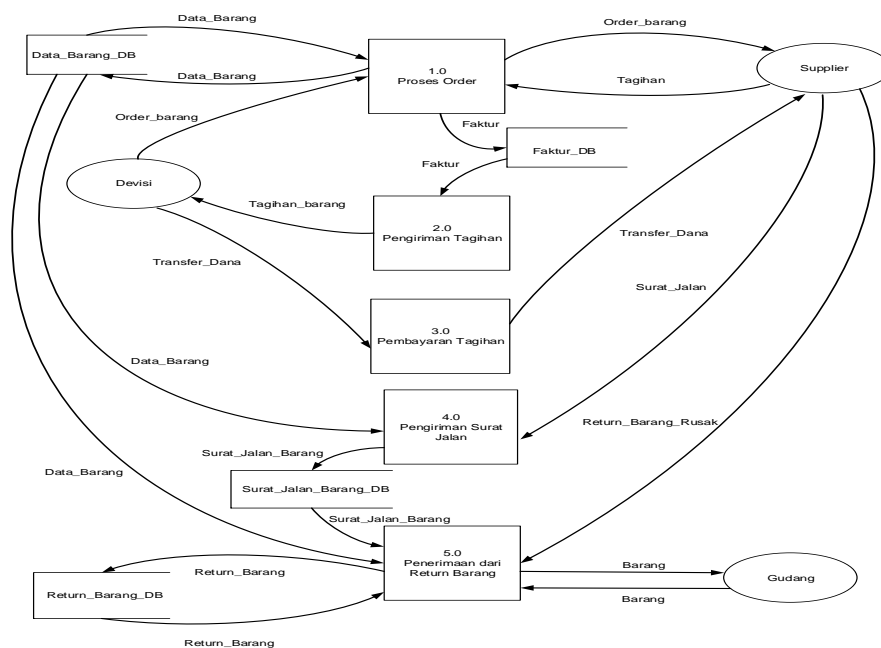 Data_Barang
Order_barang
Data_Barang_DB
1.0
Proses Order
Supplier
Data_Barang
Tagihan
Order_barang
Faktur
Faktur_DB
Faktur
Devisi
Tagihan_barang
2.0
Pengiriman Tagihan
Transfer_Dana
Transfer_Dana
Surat_Jalan
3.0
Pembayaran Tagihan
Data_Barang
4.0
Pengiriman Surat
Jalan
Return_Barang_Rusak
Surat_Jalan_Barang
Data_Barang
Surat_Jalan_Barang_DB
Surat_Jalan_Barang
5.0
Penerimaan dari
Return Barang
Barang
Return_Barang
Gudang
Return_Barang_DB
Barang
Return_Barang